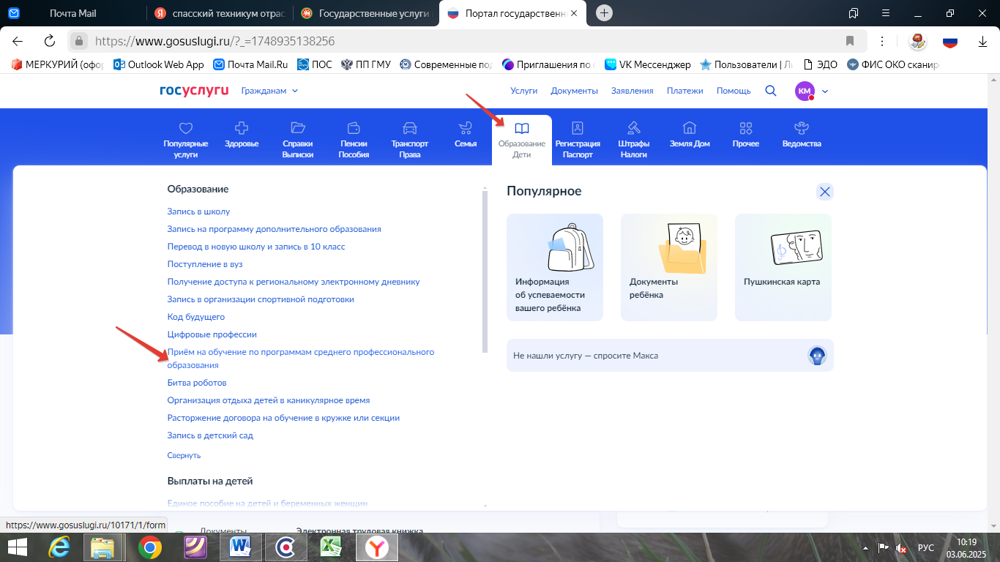 Почта Mail
спасский техникум отрас
Государственные услуги
Портал государственн
https://www.gosuslugi.ru/?_=1748935138256
МЕРКУРИЙ (офор
Outlook Web App
Почта Mail.Ru
ПОС
ПП ГМУ
Современные под
Приглашения по
VK Мессенджер
Пользователи | Ли
ЭДО
ФИС ОКО сканир
госуслуги
Гражданам
Услуги
Документы
Заявления
Платежи
Помощь
КМ
Популярные
услуги
Здоровье
Справки
Выписки
Пенсии
Пособия
Транспорт
Права
Семья
Образование
Дети
Регистрация
Паспорт
Штрафы
Налоги
Земля Дом
Прочее
Ведомства
Образование
Запись в школу
Запись на программу дополнительного образования
Перевод в новую школу и запись в 10 класс
Поступление в вуз
Получение доступа к региональному электронному дневнику
Запись в организации спортивной подготовки
Код будущего
Цифровые профессии
Приём на обучение по программам среднего профессионального
образования
Битва роботов
Организация отдыха детей в каникулярное время
Расторжение договора на обучение в кружке или секции
Запись в детский сад
Свернуть
Выплаты на детей
Единое пособие на детей и беременных женщин
Популярное
Информация
об успеваемости
вашего ребёнка
Документы
ребёнка
Пушкинская карта
Не нашли услугу — спросите Макса
https://www.gosuslugi.ru/10171/1/form
Документы
Электронная трудовая книжка
РУС
10:19
03.06.2025